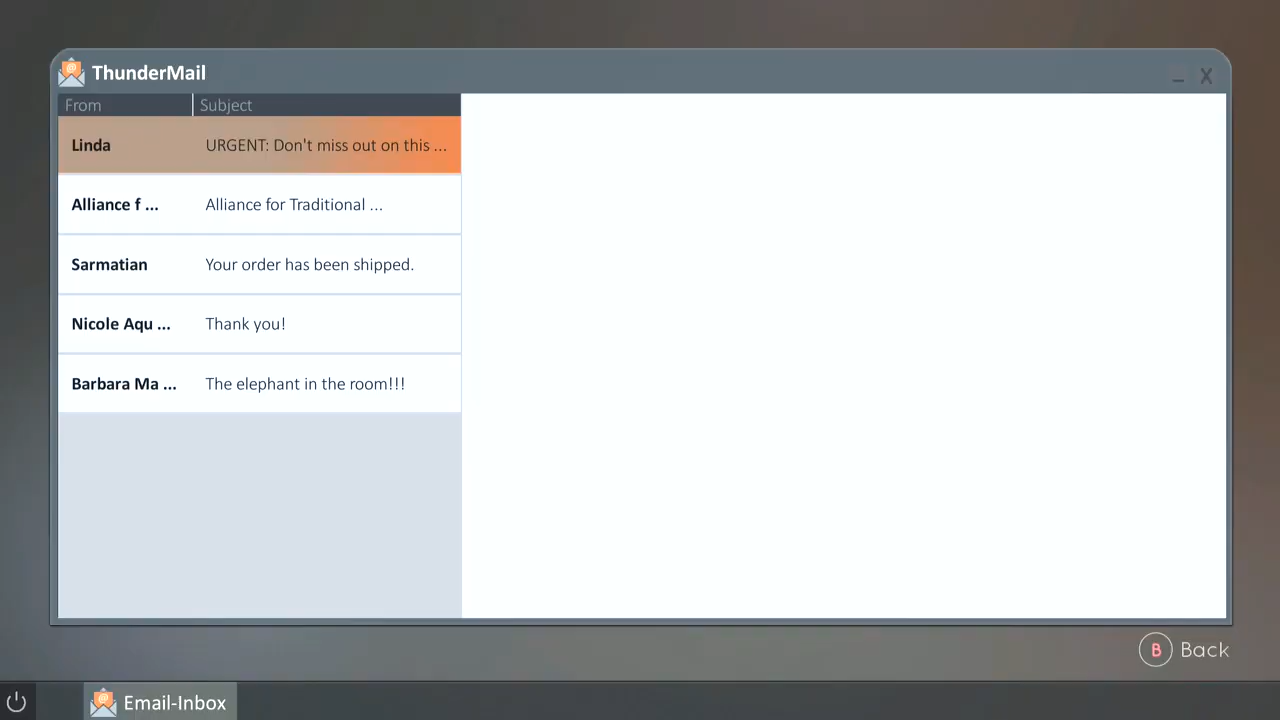 ThunderMail
_ X
From Subject
Linda URGENT: Don't miss out on this ...
Alliance f ... Alliance for Traditional ...
Sarmatian Your order has been shipped.
Nicole Aqu ... Thank you!
Barbara Ma ... The elephant in the room!!!
B Back
Email-Inbox